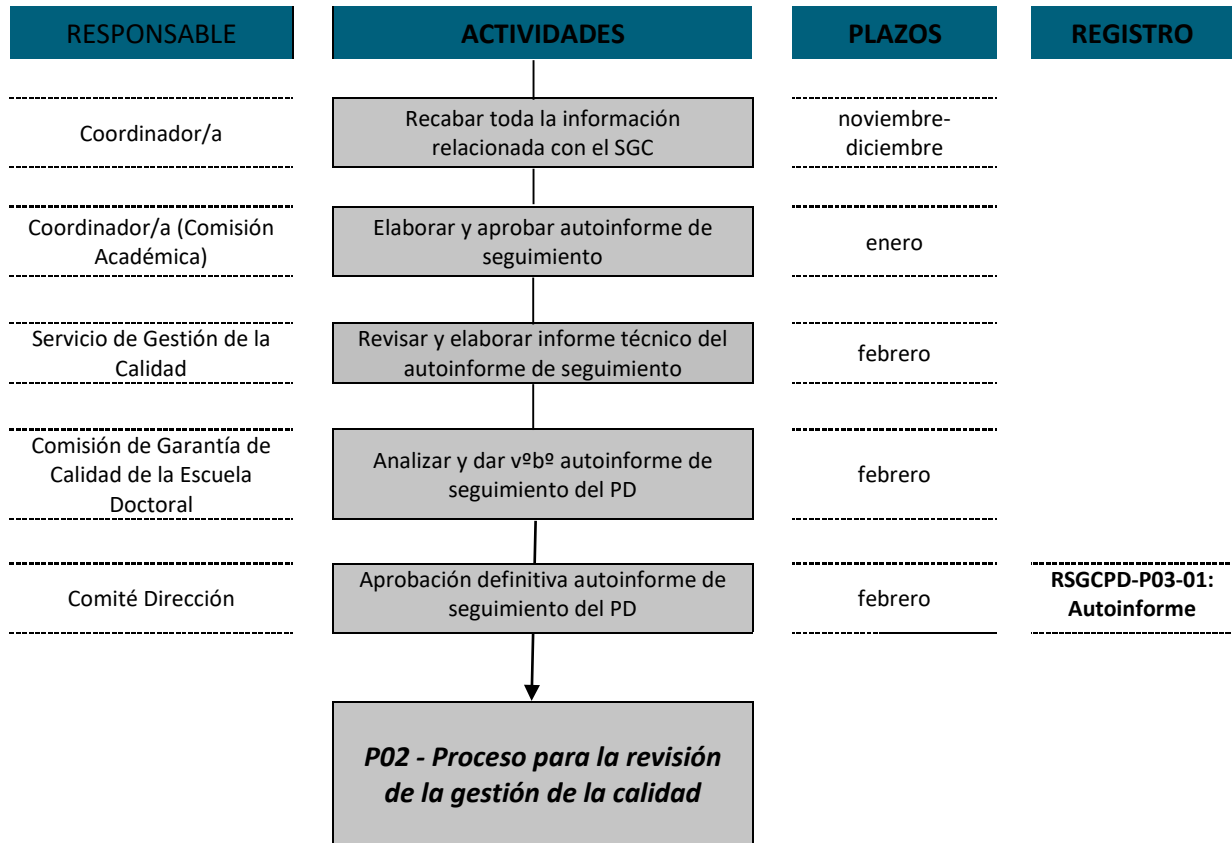 RESPONSABLE
ACTIVIDADES
PLAZOS
REGISTRO
Coordinador/a
Recabar toda la información
relacionada con el SGC
noviembre-
diciembre
Coordinador/a (Comisión
Académica)
Elaborar y aprobar autoinforme de
seguimiento
enero
Servicio de Gestión de la
Calidad
Revisar y elaborar informe técnico del
autoinforme de seguimiento
febrero
Comisión de Garantía de
Calidad de la Escuela
Doctoral
Analizar y dar vºbº autoinforme de
seguimiento del PD
febrero
Comité Dirección
Aprobación definitiva autoinforme de
seguimiento del PD
febrero
RSGCPD-P03-01:
Autoinforme
P02 - Proceso para la revisión
de la gestión de la calidad